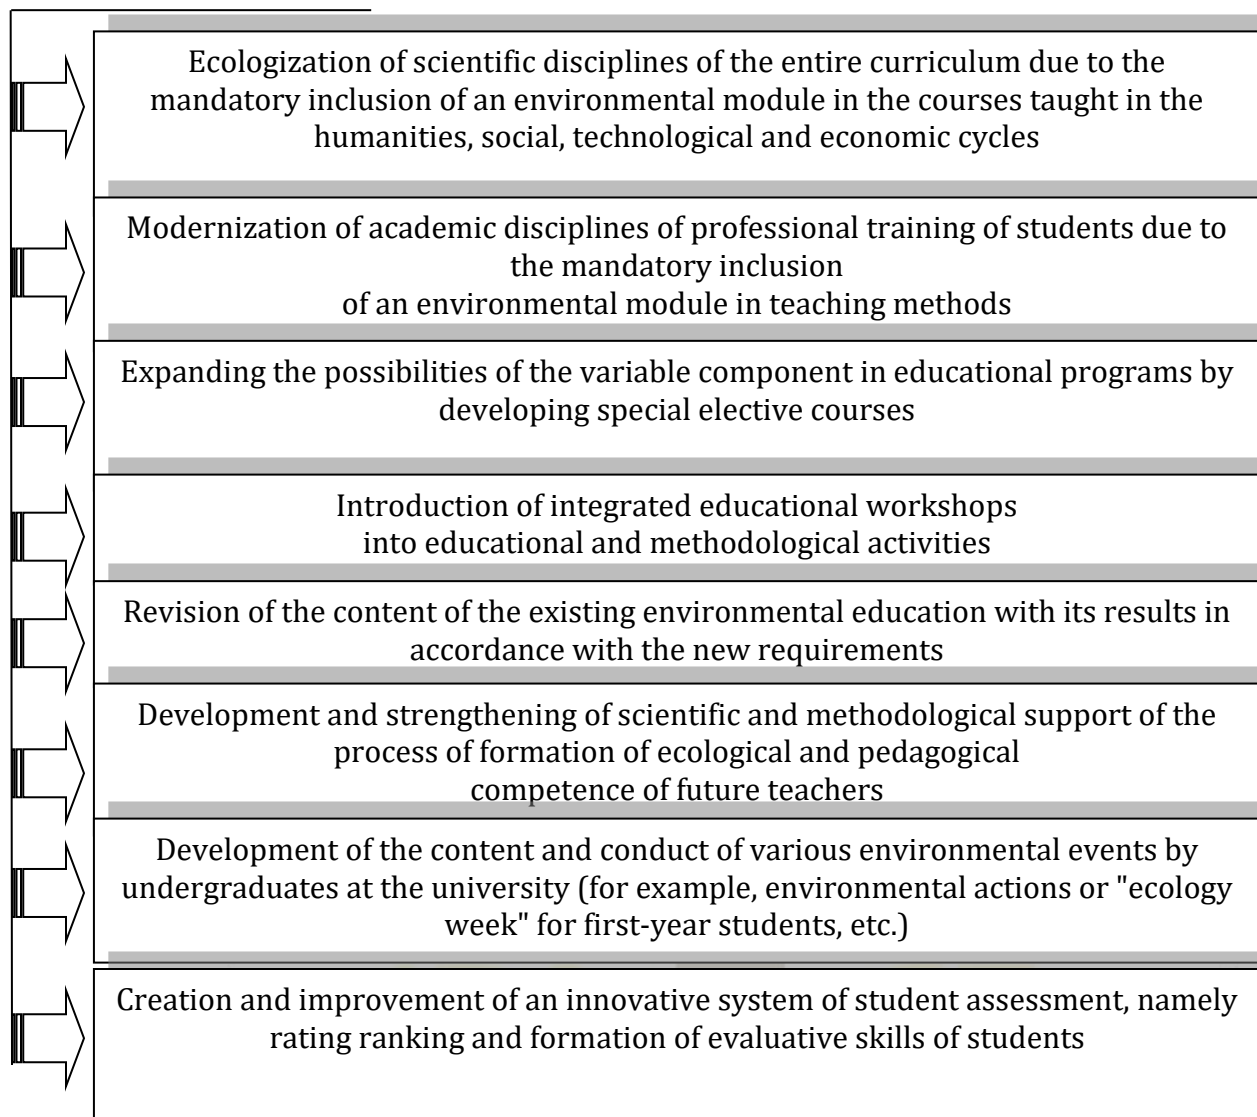 Ecologization of scientific disciplines of the entire curriculum due to the
mandatory inclusion of an environmental module in the courses taught in the
humanities, social, technological and economic cycles
Modernization of academic disciplines of professional training of students due to
the mandatory inclusion
of an environmental module in teaching methods
Expanding the possibilities of the variable component in educational programs by
developing special elective courses
Introduction of integrated educational workshops
into educational and methodological activities
Revision of the content of the existing environmental education with its results in
accordance with the new requirements
Development and strengthening of scientific and methodological support of the
process of formation of ecological and pedagogical
competence of future teachers
Development of the content and conduct of various environmental events by
undergraduates at the university (for example, environmental actions or "ecology
week" for first-year students, etc.)
Creation and improvement of an innovative system of student assessment, namely
rating ranking and formation of evaluative skills of students